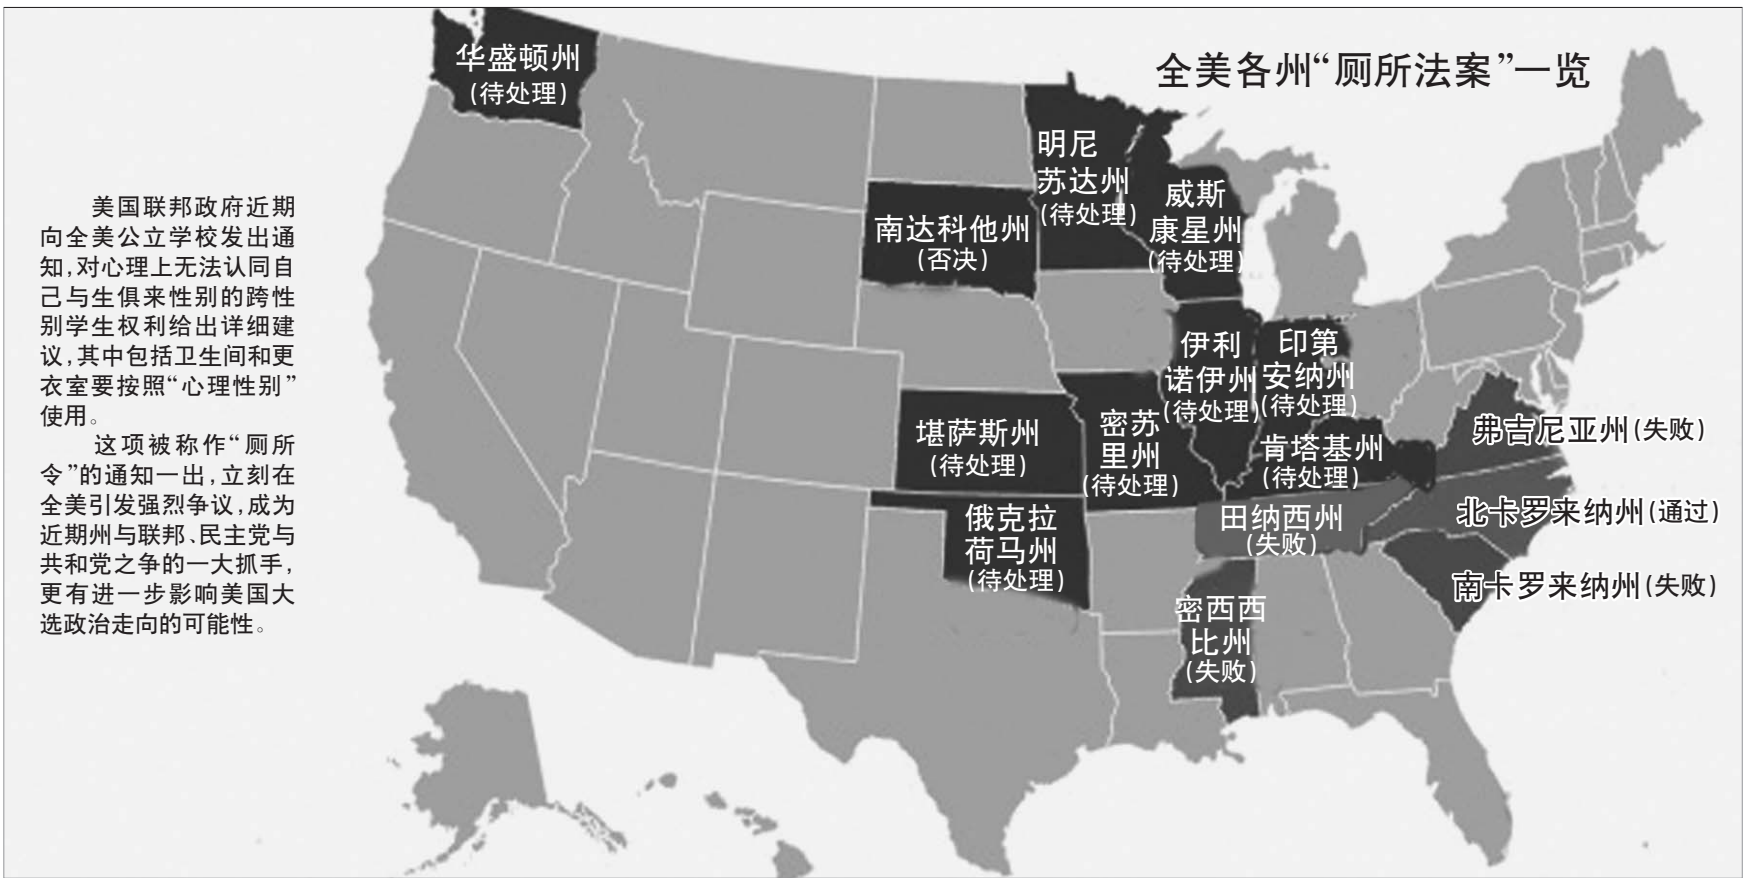 全美各州“厕所法案”一览
美国联邦政府近期
向全美公立学校发出通
知,对心理上无法认同自
己与生俱来性别的跨性
别学生权利给出详细建
议,其中包括卫生间和更
衣室要按照“心理性别”
使用。
这项被称作“厕所
令”的通知一出,立刻在
全美引发强烈争议,成为
近期州与联邦、民主党与
共和党之争的一大抓手,
更有进一步影响美国大
选政治走向的可能性。
华盛顿州
(待处理)
明尼
苏达州
(待处理)
威斯
康星州
(待处理)
南达科他州
(否决)
伊利
诺伊州
(待处理)
印第
安纳州
(待处理)
堪萨斯州
(待处理)
密苏
里州
(待处理)
肯塔基州
(待处理)
弗吉尼亚州(失败)
俄克拉
荷马州
(待处理)
田纳西州
(失败)
北卡罗来纳州(通过)
南卡罗来纳州(失败)
密西西
比州
(失败)